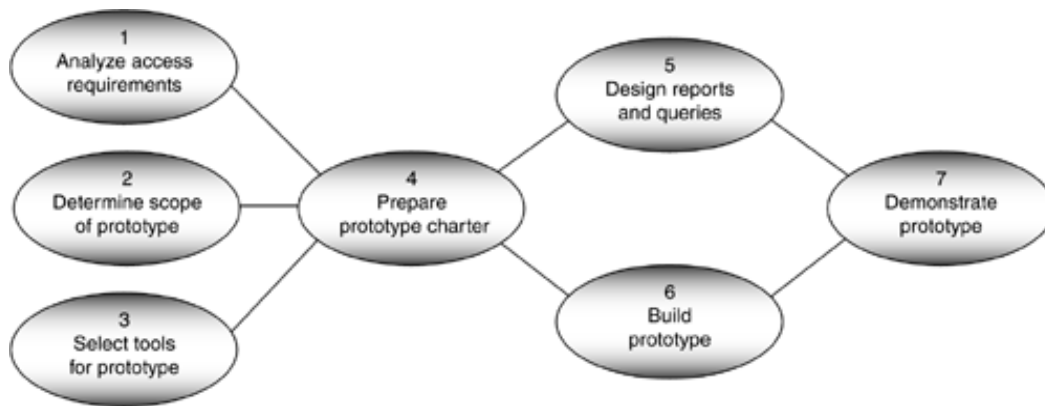 1
Analyze access
requirements
2
Determine scope
of prototype
3
Select tools
for prototype
4
Prepare
prototype charter
5
Design reports
and queries
6
Build
prototype
7
Demonstrate
prototype